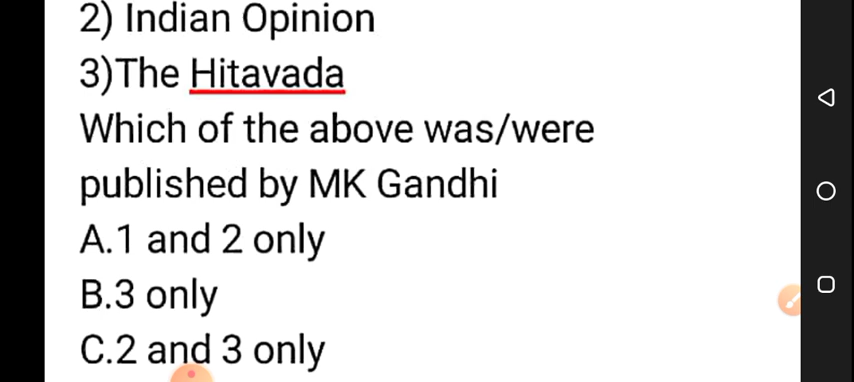 2) Indian Opinion
3)The Hitavada
Which of the above was/were
published by MK Gandhi
A.1 and 2 only
B.3 only
C.2 and 3 only